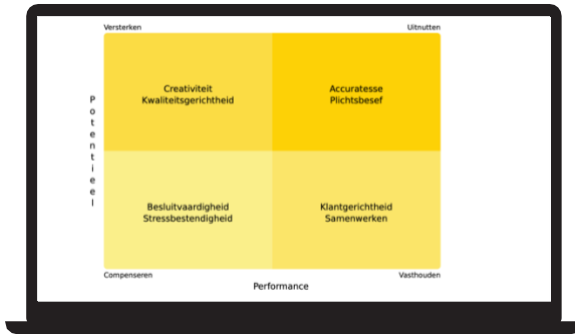 Versterken
Uitnutten
Creativiteit
Kwaliteitsgerichtheid
Accuratesse
Plichtsbesef
Potentieel
Besluitvaardigheid
Stressbestendigheid
Klantgerichtheid
Samenwerken
Compenseren
Vasthouden
Performance